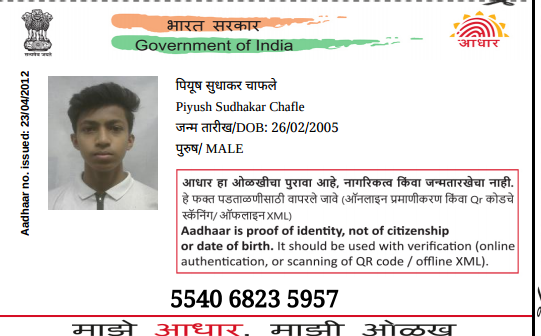 भारत सरकार
Government of India
आधार
Aadhaar no. issued: 23/04/2012
पियूष सुधाकर चाफले
Piyush Sudhakar Chafle
जन्म तारीख/DOB: 26/02/2005
पुरुष/ MALE
आधार हा ओळखीचा पुरावा आहे, नागरिकत्व किंवा जन्मतारखेचा नाही.
हे फक्त पडताळणीसाठी वापरले जावे (ऑनलाइन प्रमाणीकरण किंवा Qr कोडचे
स्कॅनिंग/ ऑफलाइन XML)
Aadhaar is proof of identity, not of citizenship
or date of birth. It should be used with verification (online
authentication, or scanning of QR code / offline XML).
5540 6823 5957
माझे आधार, माझी ओळख